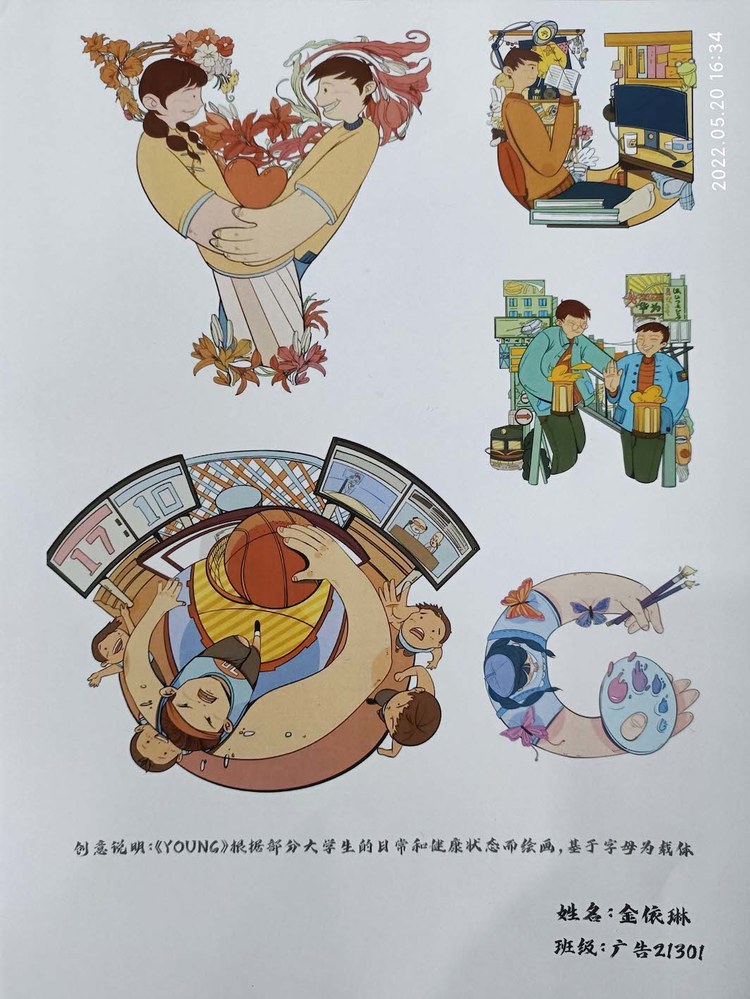 2022.05.20 16:34
华为
17:10
创意说明:《YOUNG》根据部分大学生的日常和健康状态而绘画,基于字母为载体
姓名:金依琳
班级:广告21301